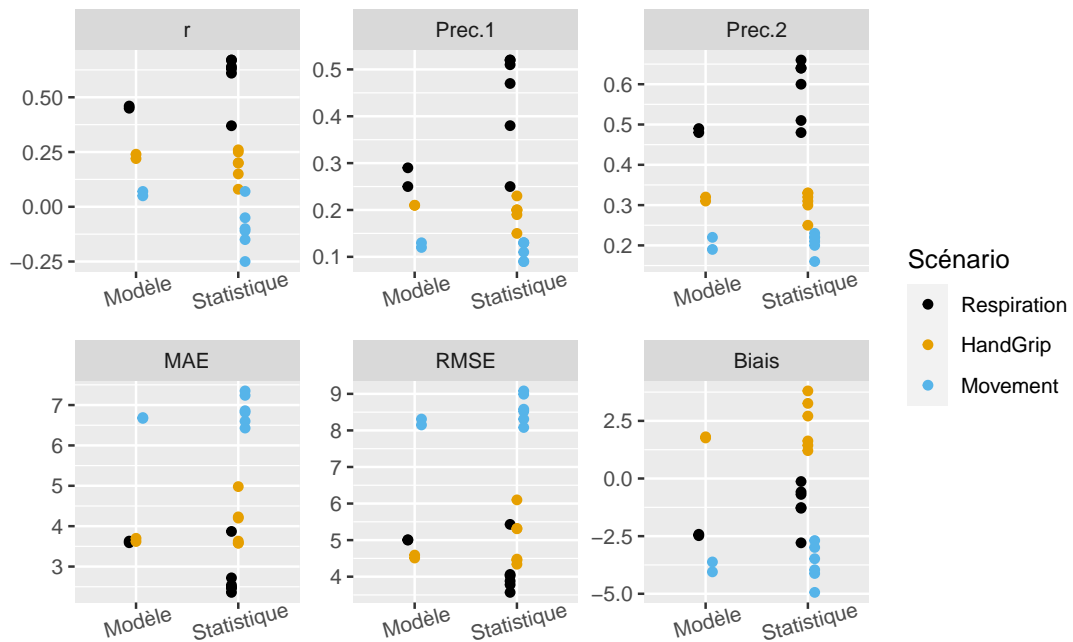 r
Prec.1
Prec.2
0.50
0.25
0.00
−0.25
0.5
0.4
0.3
0.2
0.1
0.6
0.5
0.4
0.3
0.2
Modèle
Statistique
Modèle
Statistique
Modèle
Statistique
MAE
RMSE
Biais
7
6
5
4
3
9
8
7
6
5
4
2.5
0.0
−2.5
−5.0
Modèle
Statistique
Modèle
Statistique
Modèle
Statistique
Scénario
Respiration
HandGrip
Movement